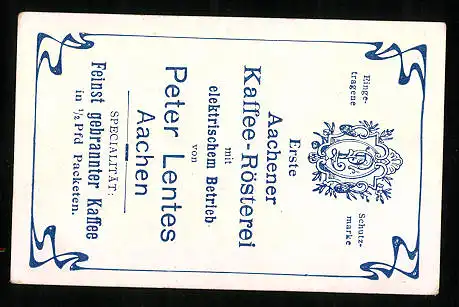 Einge-
tragene
Schutz-
marke
Erste
Aachener
Kaffee-Rösterei
mit
elektrischem Betrieb
von
Peter Lentes
Aachen
SPECIALITÄT:
Feinst gebrannter Kaffee
in ½ Pfd Packeten.